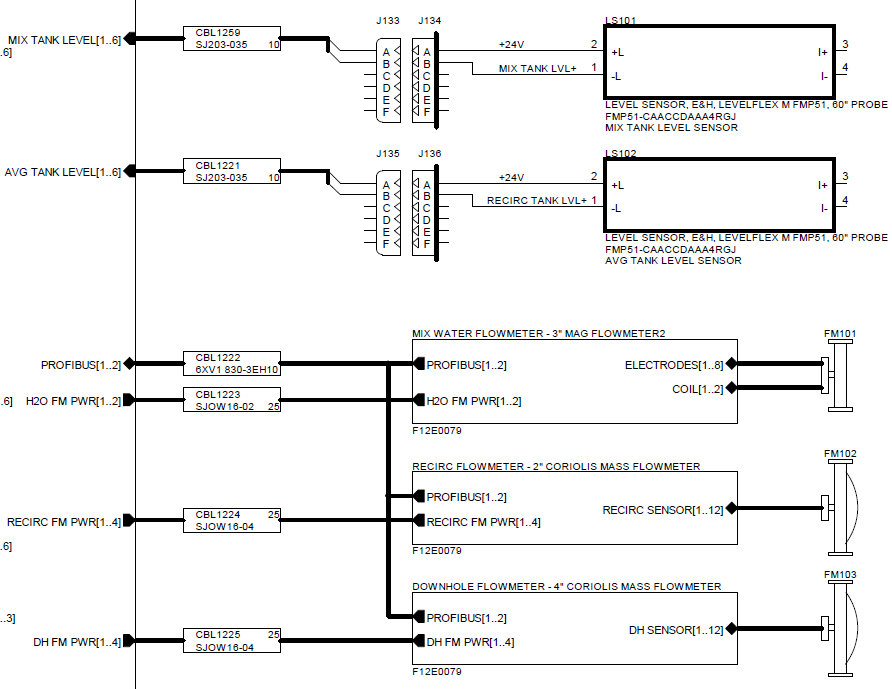 J133 J134
LS101
CBL1259
MIX TANK LEVEL[1..6]
SJ203-035 10
..6]
+24V 2 +L I+ 3
MIX TANK LVL+ 1 -L I- 4
A A
B B
C C
D D
E E
F F
LEVEL SENSOR, E&H, LEVELFLEX M FMP51, 60" PROBE
FMP51-CAACCDAAA4RGJ
MIX TANK LEVEL SENSOR
J135 J136
LS102
CBL1221
AVG TANK LEVEL[1..6]
SJ203-035 10
+24V 2 +L I+ 3
RECIRC TANK LVL+ 1 -L I- 4
A A
B B
C C
D D
E E
F F
LEVEL SENSOR, E&H, LEVELFLEX M FMP51, 60" PROBE
FMP51-CAACCDAAA4RGJ
AVG TANK LEVEL SENSOR
MIX WATER FLOWMETER - 3" MAG FLOWMETER2
FM101
CBL1222
PROFIBUS[1..2]
6XV1 830-3EH10
PROFIBUS[1..2] ELECTRODES[1..8]
COIL[1..2]
CBL1223
..6] H2O FM PWR[1..2]
SJOW16-02 25
H2O FM PWR[1..2]
F12E0079
RECIRC FLOWMETER - 2" CORIOLIS MASS FLOWMETER
FM102
PROFIBUS[1..2]
RECIRC SENSOR[1..12]
CBL1224 25
RECIRC FM PWR[1..4]
SJOW16-04
RECIRC FM PWR[1..4]
..6]
F12E0079
DOWNHOLE FLOWMETER - 4" CORIOLIS MASS FLOWMETER
FM103
..3]
PROFIBUS[1..2]
DH SENSOR[1..12]
CBL1225 25
DH FM PWR[1..4]
SJOW16-04
DH FM PWR[1..4]
F12E0079